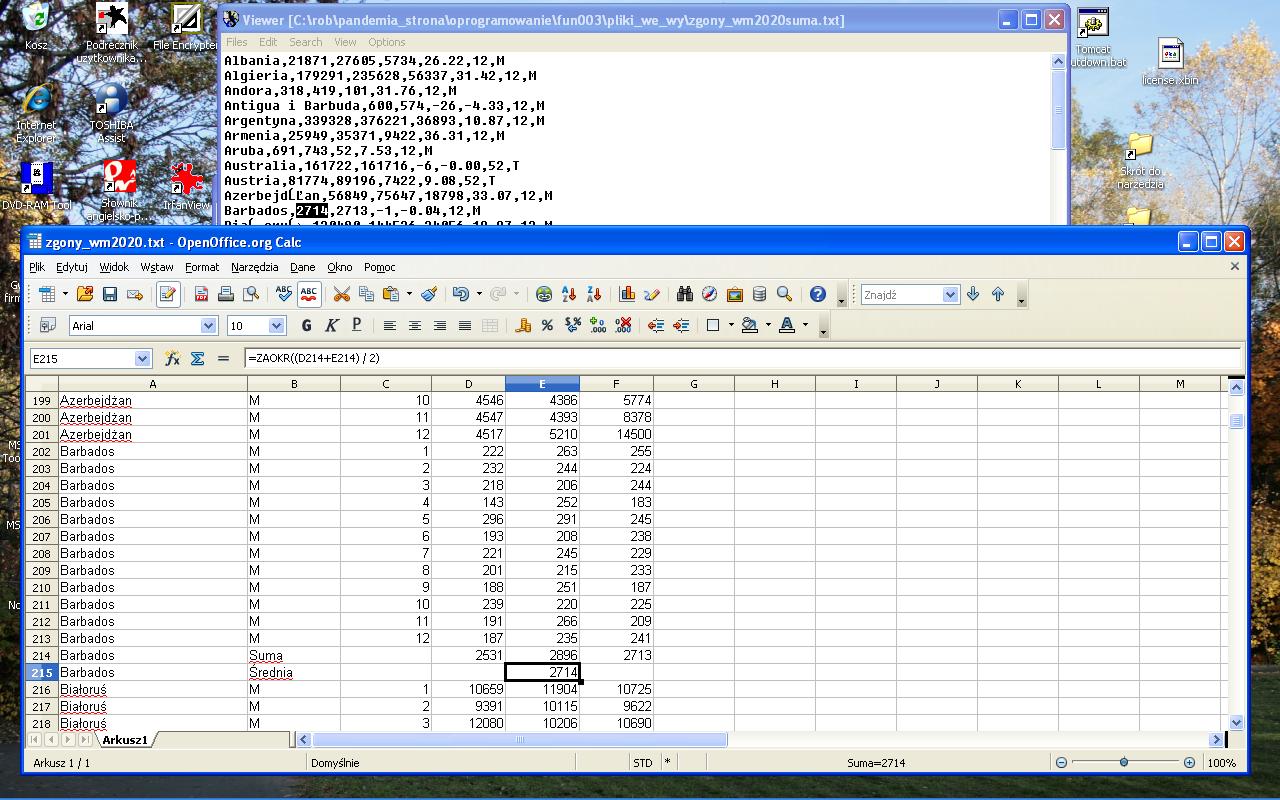 Kosz
Podręcznik
użytkownika...
File Encrypter
Internet
Explorer
TOSHIBA
Assist
DVD-RAM Tool
Słownik
angielsko-p...
IrfanView
Tomcat
license.xbin
Skrót do
narzedzia
Viewer [C:\rob\pandemia_strona\oprogramowanie\fun003\pliki_we_wy\zgony_wm2020suma.txt]
Files Edit Search View Options
Albania,21871,27605,5734,26.22,12,M
Algieria,179291,235628,56337,31.42,12,M
Andora,318,419,101,31.76,12,M
Antigua i Barbuda,600,574,-26,-4.33,12,M
Argentyna,339328,376221,36893,10.87,12,M
Armenia,25949,35371,9422,36.31,12,M
Aruba,691,743,52,7.53,12,M
Australia,161722,161716,-6,-0.00,52,T
Austria,81774,89196,7422,9.08,52,T
Barbados,2714,2713,-1,-0.04,12,M
zgony_wm2020.txt - OpenOffice.org Calc
Plik Edytuj Widok Wstaw Format Narzędzia Dane Okno Pomoc
Znajdź
Arial 10 G K P
E215 =ZAOKR((D214+E214) / 2)
A B C D E F G H I J K L M
199 Azerbejdżan M 10 4546 4386 5774
200 Azerbejdżan M 11 4547 4393 8378
201 Azerbejdżan M 12 4517 5210 14500
202 Barbados M 1 222 263 255
203 Barbados M 2 232 244 224
204 Barbados M 3 218 206 244
205 Barbados M 4 143 252 183
206 Barbados M 5 296 291 245
207 Barbados M 6 193 208 238
208 Barbados M 7 221 245 229
209 Barbados M 8 201 215 233
210 Barbados M 9 188 251 187
211 Barbados M 10 239 220 225
212 Barbados M 11 191 266 209
213 Barbados M 12 187 235 241
214 Barbados Suma 2531 2896 2713
215 Barbados Średnia 2714
216 Białoruś M 1 10659 11904 10725
217 Białoruś M 2 9391 10115 9622
218 Białoruś M 3 12080 10206 10690
Arkusz1
Arkusz 1 / 1 Domyślnie STD * Suma=2714 100%